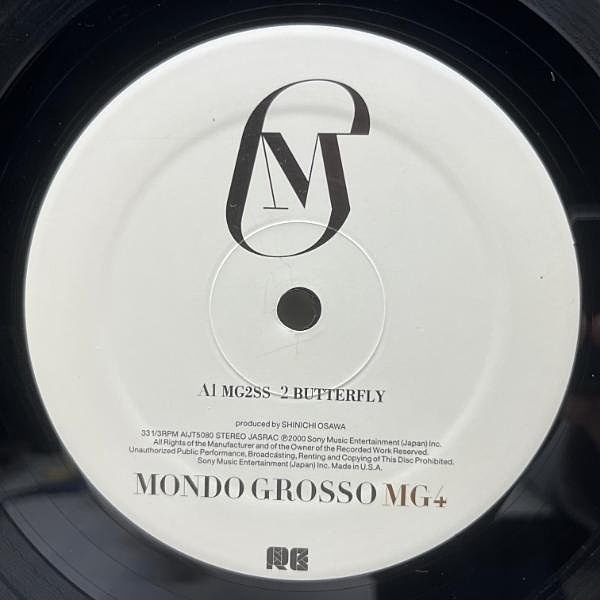 M
A1 MG2SS 2 BUTTERFLY
produced by SHINICHI OSAWA
33 1/3RPM AIJT5080 STEREO JASRAC ℗2000 Sony Music Entertainment (Japan) Inc.
All Rights of the Manufacturer and of the Owner of the Recorded Work Reserved.
Unauthorized Public Performance, Broadcasting, Renting and Copying of This Disc Prohibited.
Sony Music Entertainment (Japan) Inc. Made in U.S.A.
MONDO GROSSO MG4